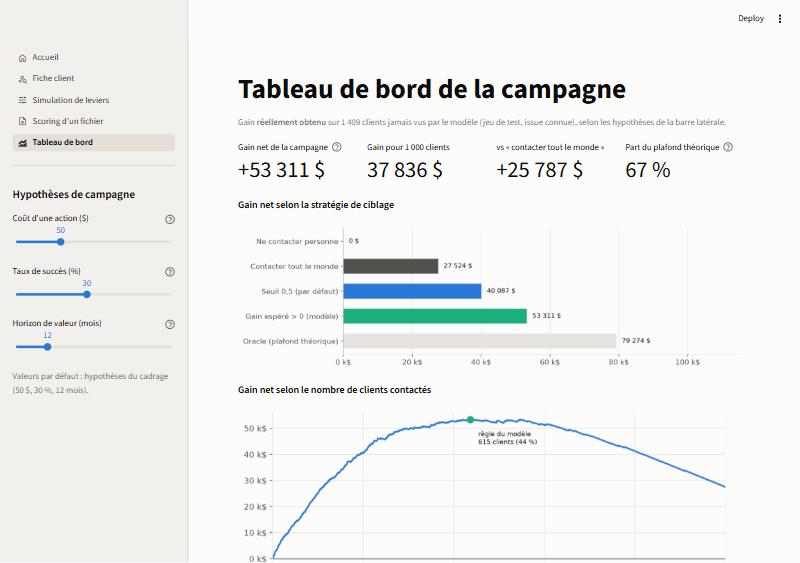 Deploy
Accueil
Fiche client
Simulation de leviers
Scoring d'un fichier
Tableau de bord
Hypothèses de campagne
Coût d'une action ($)
50
Taux de succès (%)
30
Horizon de valeur (mois)
12
Valeurs par défaut : hypothèses du cadrage
(50 $, 30 %, 12 mois).
Tableau de bord de la campagne
Gain réellement obtenu sur 1 409 clients jamais vus par le modèle (jeu de test, issue connue), selon les hypothèses de la barre latérale.
Gain net de la campagne
+53 311 $
Gain pour 1 000 clients
37 836 $
vs « contacter tout le monde »
+25 787 $
Part du plafond théorique
67 %
Gain net selon la stratégie de ciblage
Ne contacter personne 0 $
Contacter tout le monde 27 524 $
Seuil 0,5 (par défaut) 40 087 $
Gain espéré > 0 (modèle) 53 311 $
Oracle (plafond théorique) 79 274 $
0 k$ 20 k$ 40 k$ 60 k$ 80 k$ 100 k$
Gain net selon le nombre de clients contactés
50 k$
40 k$
30 k$
20 k$
10 k$
0 k$
règle du modèle
615 clients (44 %)